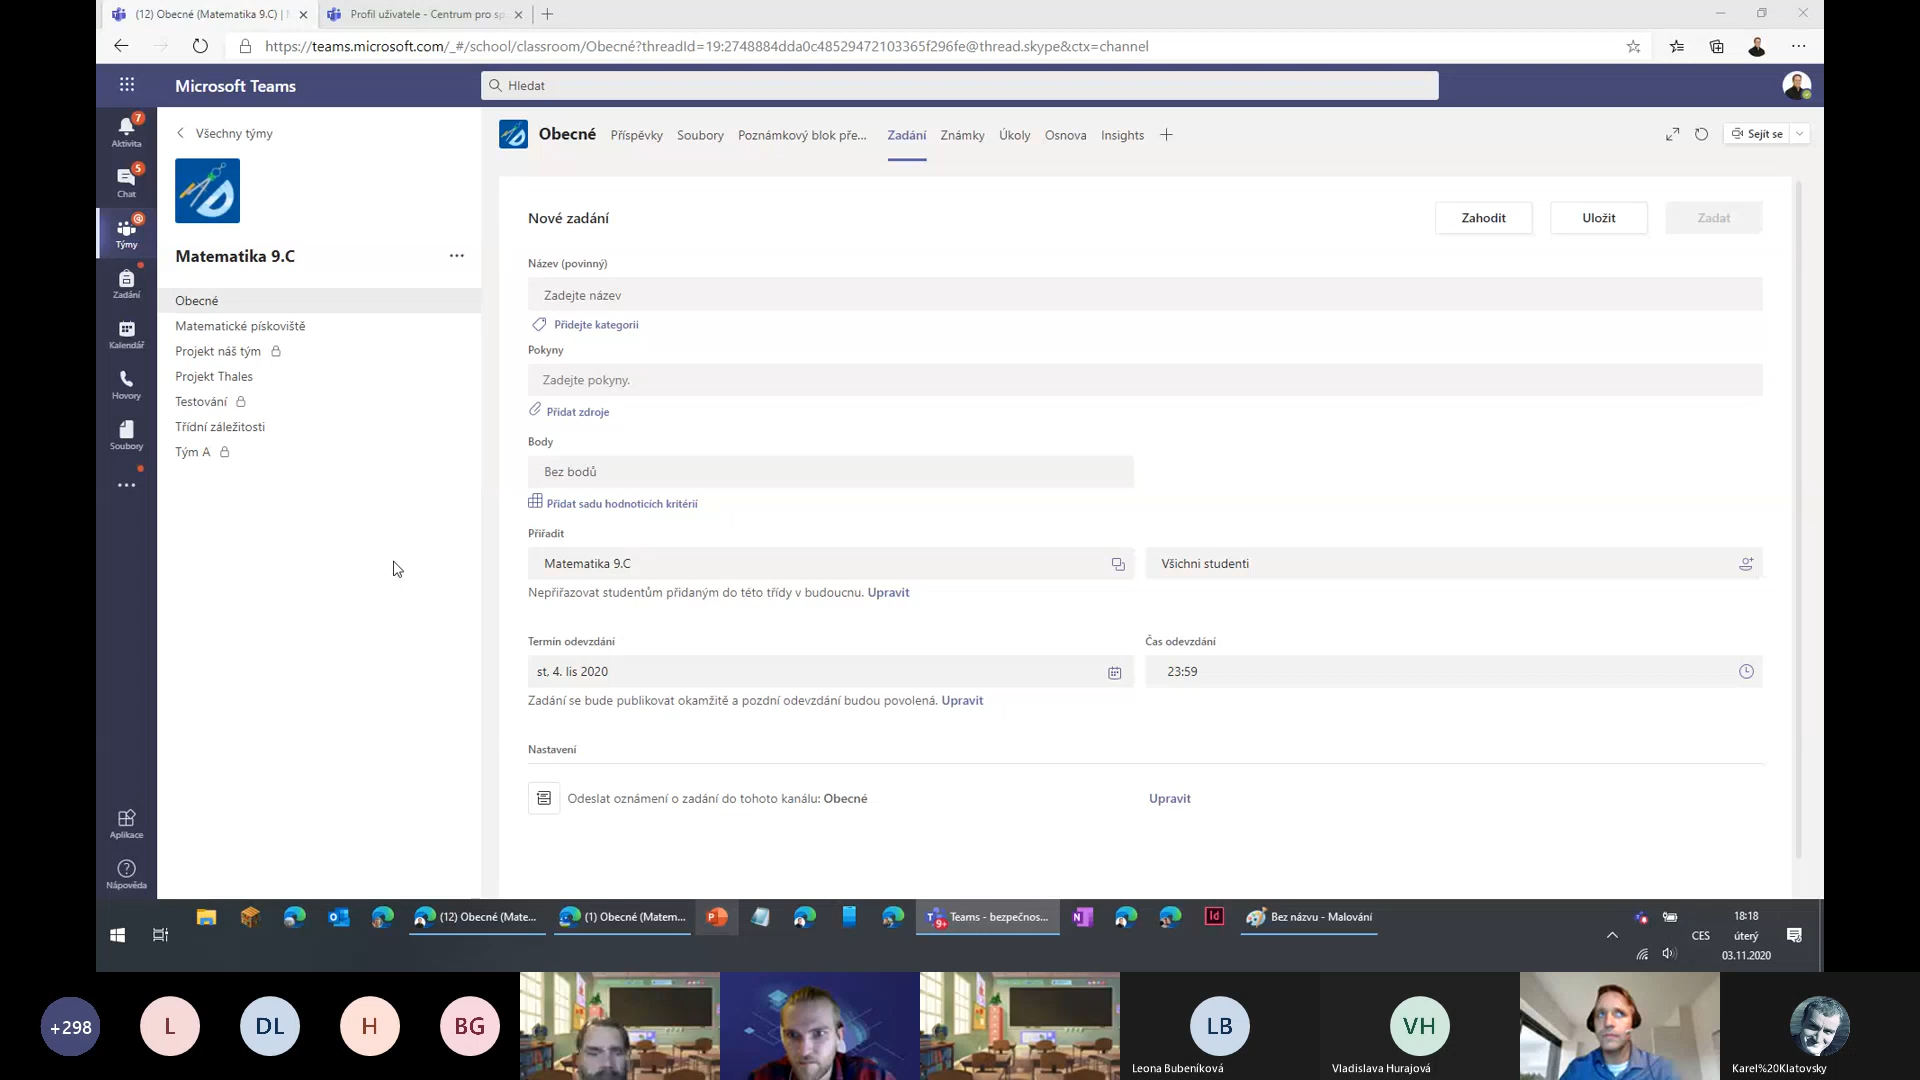 (12) Obecné (Matematika 9.C) |
Profil uživatele - Centrum pro sp
https://teams.microsoft.com/_#/school/classroom/Obecné?threadId=19:2748884dda0c48529472103365f296fe@thread.skype&ctx=channel
Microsoft Teams
Hledat
7
Aktivita
5
Chat
Týmy
Zadání
Kalendář
Hovory
Soubory
Aplikace
Nápověda
Všechny týmy
Matematika 9.C
Obecné
Matematické pískoviště
Projekt náš tým
Projekt Thales
Testování
Třídní záležitosti
Tým A
Obecné Příspěvky Soubory Poznámkový blok pře... Zadání Známky Úkoly Osnova Insights
Sejít se
Nové zadání
Zahodit Uložit Zadat
Název (povinný)
Zadejte název
Přidejte kategorii
Pokyny
Zadejte pokyny.
Přidat zdroje
Body
Bez bodů
Přidat sadu hodnoticích kritérií
Přiřadit
Matematika 9.C Všichni studenti
Nepřiřazovat studentům přidaným do této třídy v budoucnu. Upravit
Termín odevzdání Čas odevzdání
st, 4. lis 2020 23:59
Zadání se bude publikovat okamžitě a pozdní odevzdání budou povolená. Upravit
Nastavení
Odeslat oznámení o zadání do tohoto kanálu: Obecné Upravit
(12) Obecné (Mate... (1) Obecné (Matem... Teams - bezpečnos... Bez názvu - Malování
9+
Id
CES
18:18
úterý
03.11.2020
+298 L DL H BG LB VH
Leona Bubeníková Vladislava Hurajová Karel%20Klatovsky